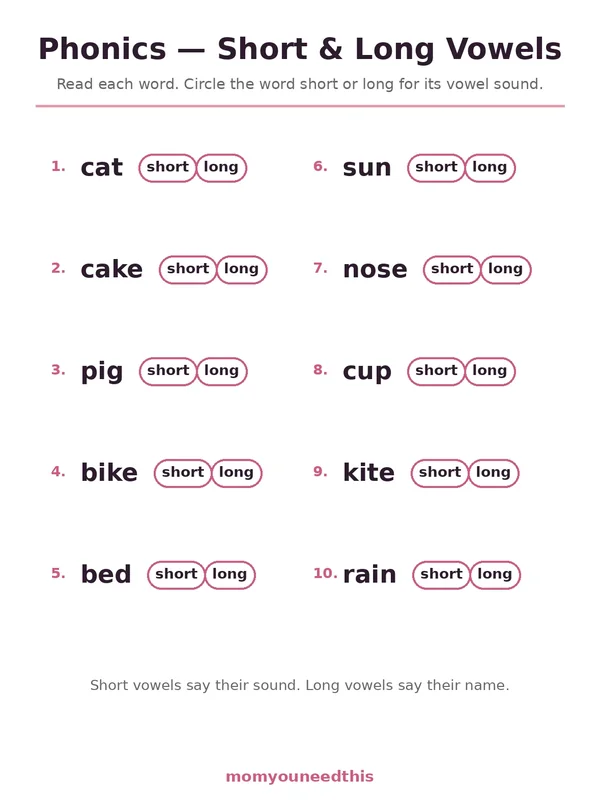 Phonics — Short & Long Vowels
Read each word. Circle the word short or long for its vowel sound.
1. cat short long
2. cake short long
3. pig short long
4. bike short long
5. bed short long
6. sun short long
7. nose short long
8. cup short long
9. kite short long
10. rain short long
Short vowels say their sound. Long vowels say their name.
momyouneedthis